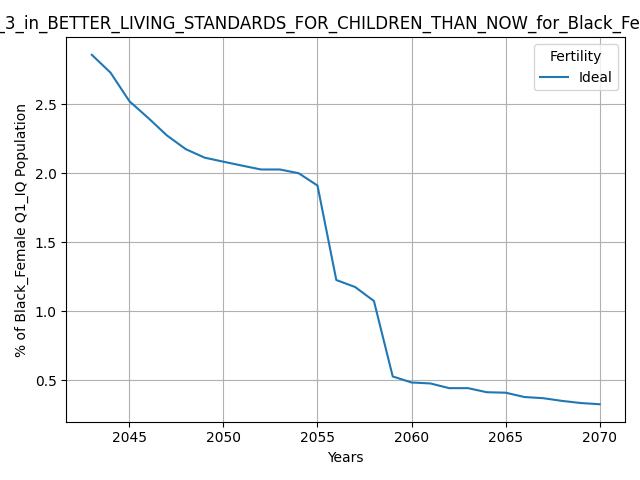 _3_in_BETTER_LIVING_STANDARDS_FOR_CHILDREN_THAN_NOW_for_Black_Fe
Fertility
Ideal
% of Black_Female Q1_IQ Population
2.5
2.0
1.5
1.0
0.5
2045
2050
2055
2060
2065
2070
Years